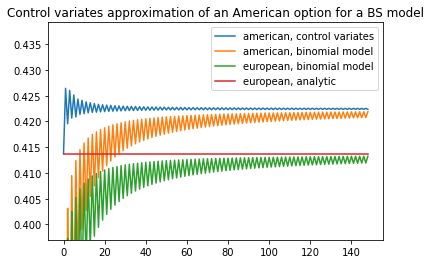 Control variates approximation of an American option for a BS model
american, control variates
american, binomial model
european, binomial model
european, analytic
0.435
0.430
0.425
0.420
0.415
0.410
0.405
0.400
0 20 40 60 80 100 120 140